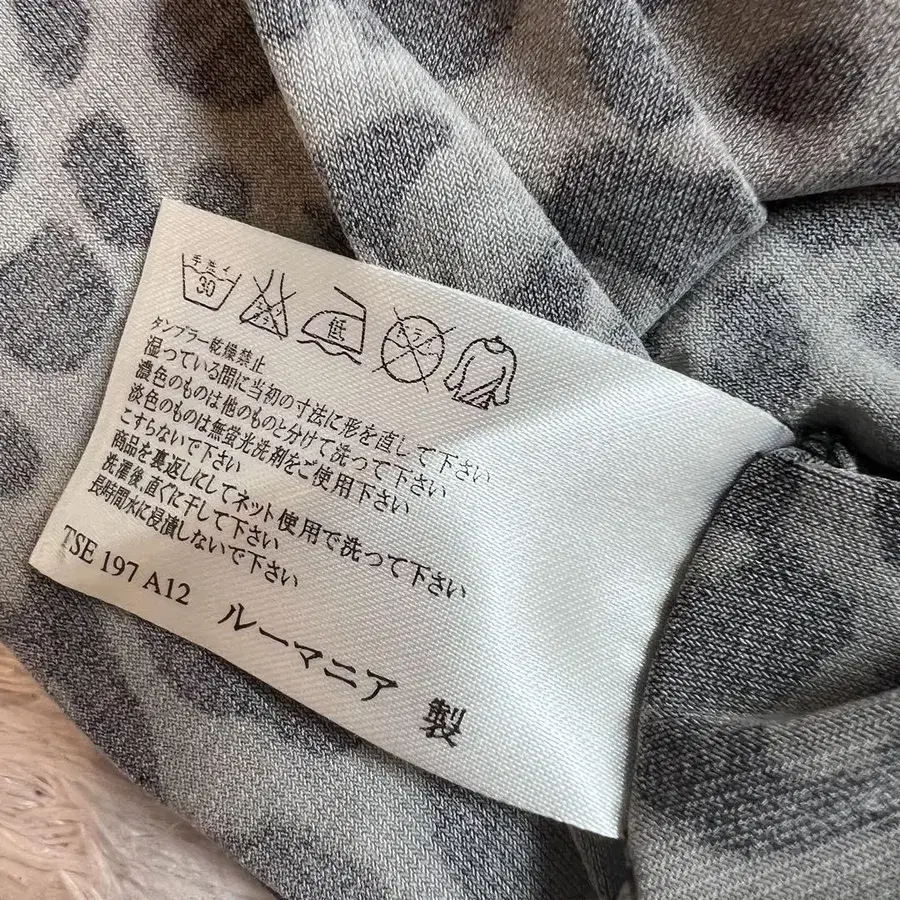 手洗イ
30
低
ドライ
タンブラー乾燥禁止
湿っている間に当初の寸法に形を直して下さい
濃色のものは他のものと分けて洗って下さい
淡色のものは無蛍光洗剤をご使用下さい
こすらないで下さい
商品を裏返しにしてネット使用で洗って下さい
洗濯後、直ぐに干して下さい
長時間水に浸漬しないで下さい
TSE 197 A12 ルーマニア 製